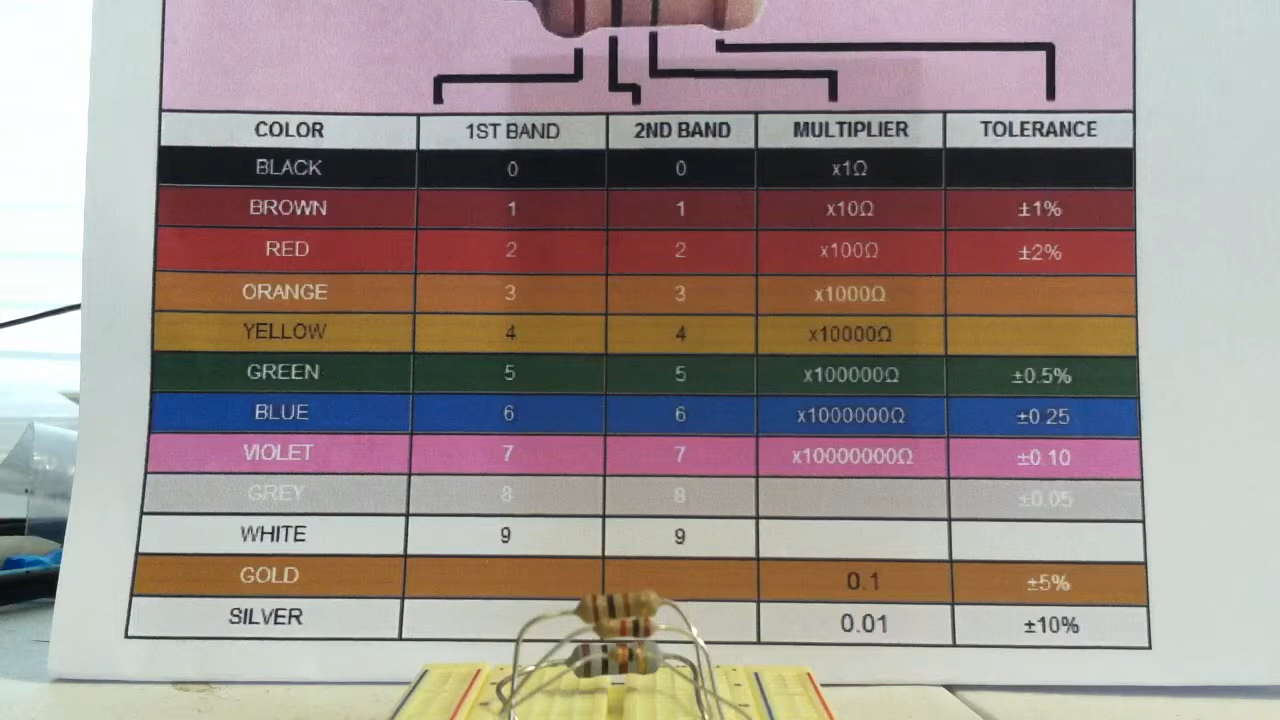 COLOR 1ST BAND 2ND BAND MULTIPLIER TOLERANCE
BLACK 0 0 x1Ω
BROWN 1 1 x10Ω ±1%
RED 2 2 x100Ω ±2%
ORANGE 3 3 x1000Ω
YELLOW 4 4 x10000Ω
GREEN 5 5 x100000Ω ±0.5%
BLUE 6 6 x1000000Ω ±0.25
VIOLET 7 7 x10000000Ω ±0.10
GREY 8 8 ±0.05
WHITE 9 9
GOLD 0.1 ±5%
SILVER 0.01 ±10%